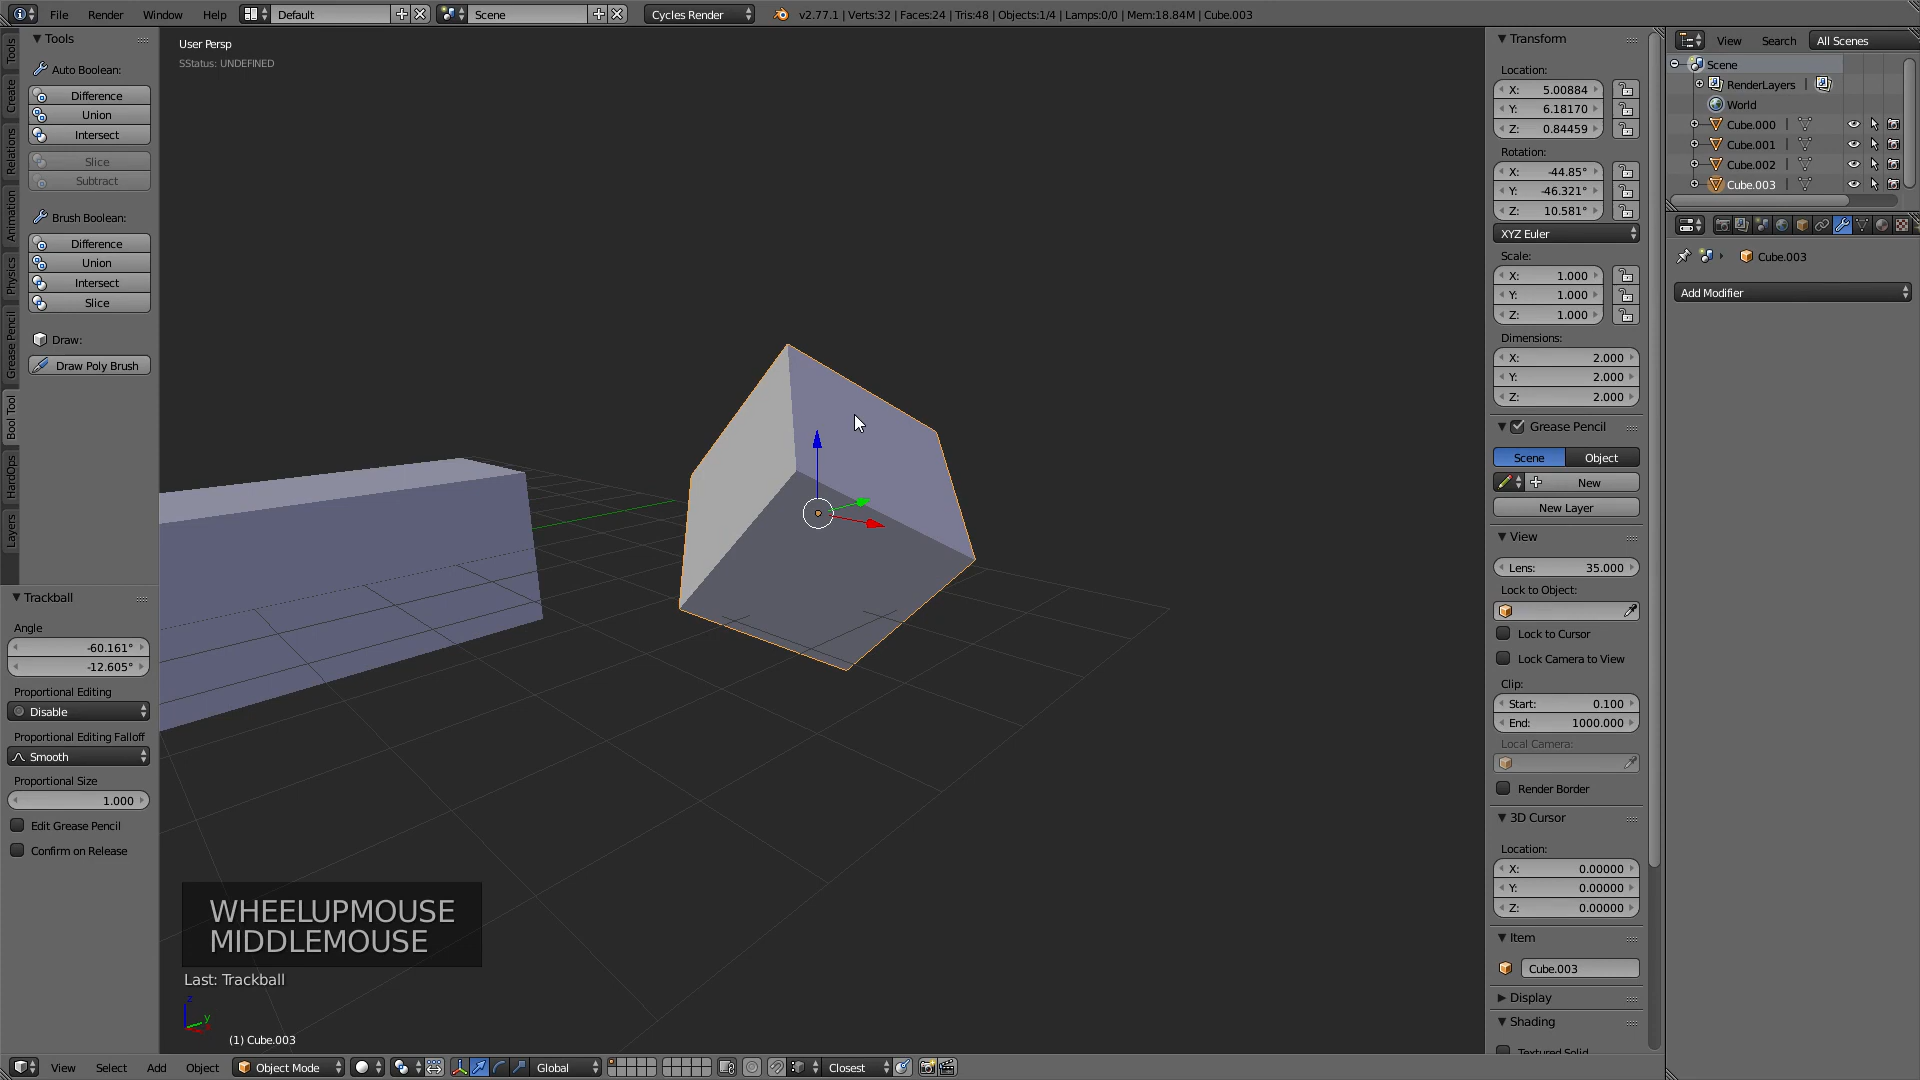 File
Render
Window
Help
Default
Scene
Cycles Render
v2.77.1 | Verts:32 | Faces:24 | Tris:48 | Objects:1/4 | Lamps:0/0 | Mem:18.84M | Cube.003
Tools
Create
Relations
Animation
Physics
Grease Pencil
Bool Tool
HardOps
Layers
Tools
Auto Boolean:
Difference
Union
Intersect
Slice
Subtract
Brush Boolean:
Difference
Union
Intersect
Slice
Draw:
Draw Poly Brush
Trackball
Angle
-60.161°
-12.605°
Proportional Editing
Disable
Proportional Editing Falloff
Smooth
Proportional Size
1.000
Edit Grease Pencil
Confirm on Release
User Persp
SStatus: UNDEFINED
WHEELUPMOUSE
MIDDLEMOUSE
Last: Trackball
z
y
(1) Cube.003
View
Select
Add
Object
Object Mode
Global
Closest
Transform
Location:
X: 5.00884
Y: 6.18170
Z: 0.84459
Rotation:
X: -44.85°
Y: -46.321°
Z: 10.581°
XYZ Euler
Scale:
X: 1.000
Y: 1.000
Z: 1.000
Dimensions:
X: 2.000
Y: 2.000
Z: 2.000
Grease Pencil
Scene
Object
New
New Layer
View
Lens: 35.000
Lock to Object:
Lock to Cursor
Lock Camera to View
Clip:
Start: 0.100
End: 1000.000
Local Camera:
Render Border
3D Cursor
Location:
X: 0.00000
Y: 0.00000
Z: 0.00000
Item
Cube.003
Display
Shading
Textured Solid
View
Search
All Scenes
Scene
RenderLayers
World
Cube.000
Cube.001
Cube.002
Cube.003
Cube.003
Add Modifier